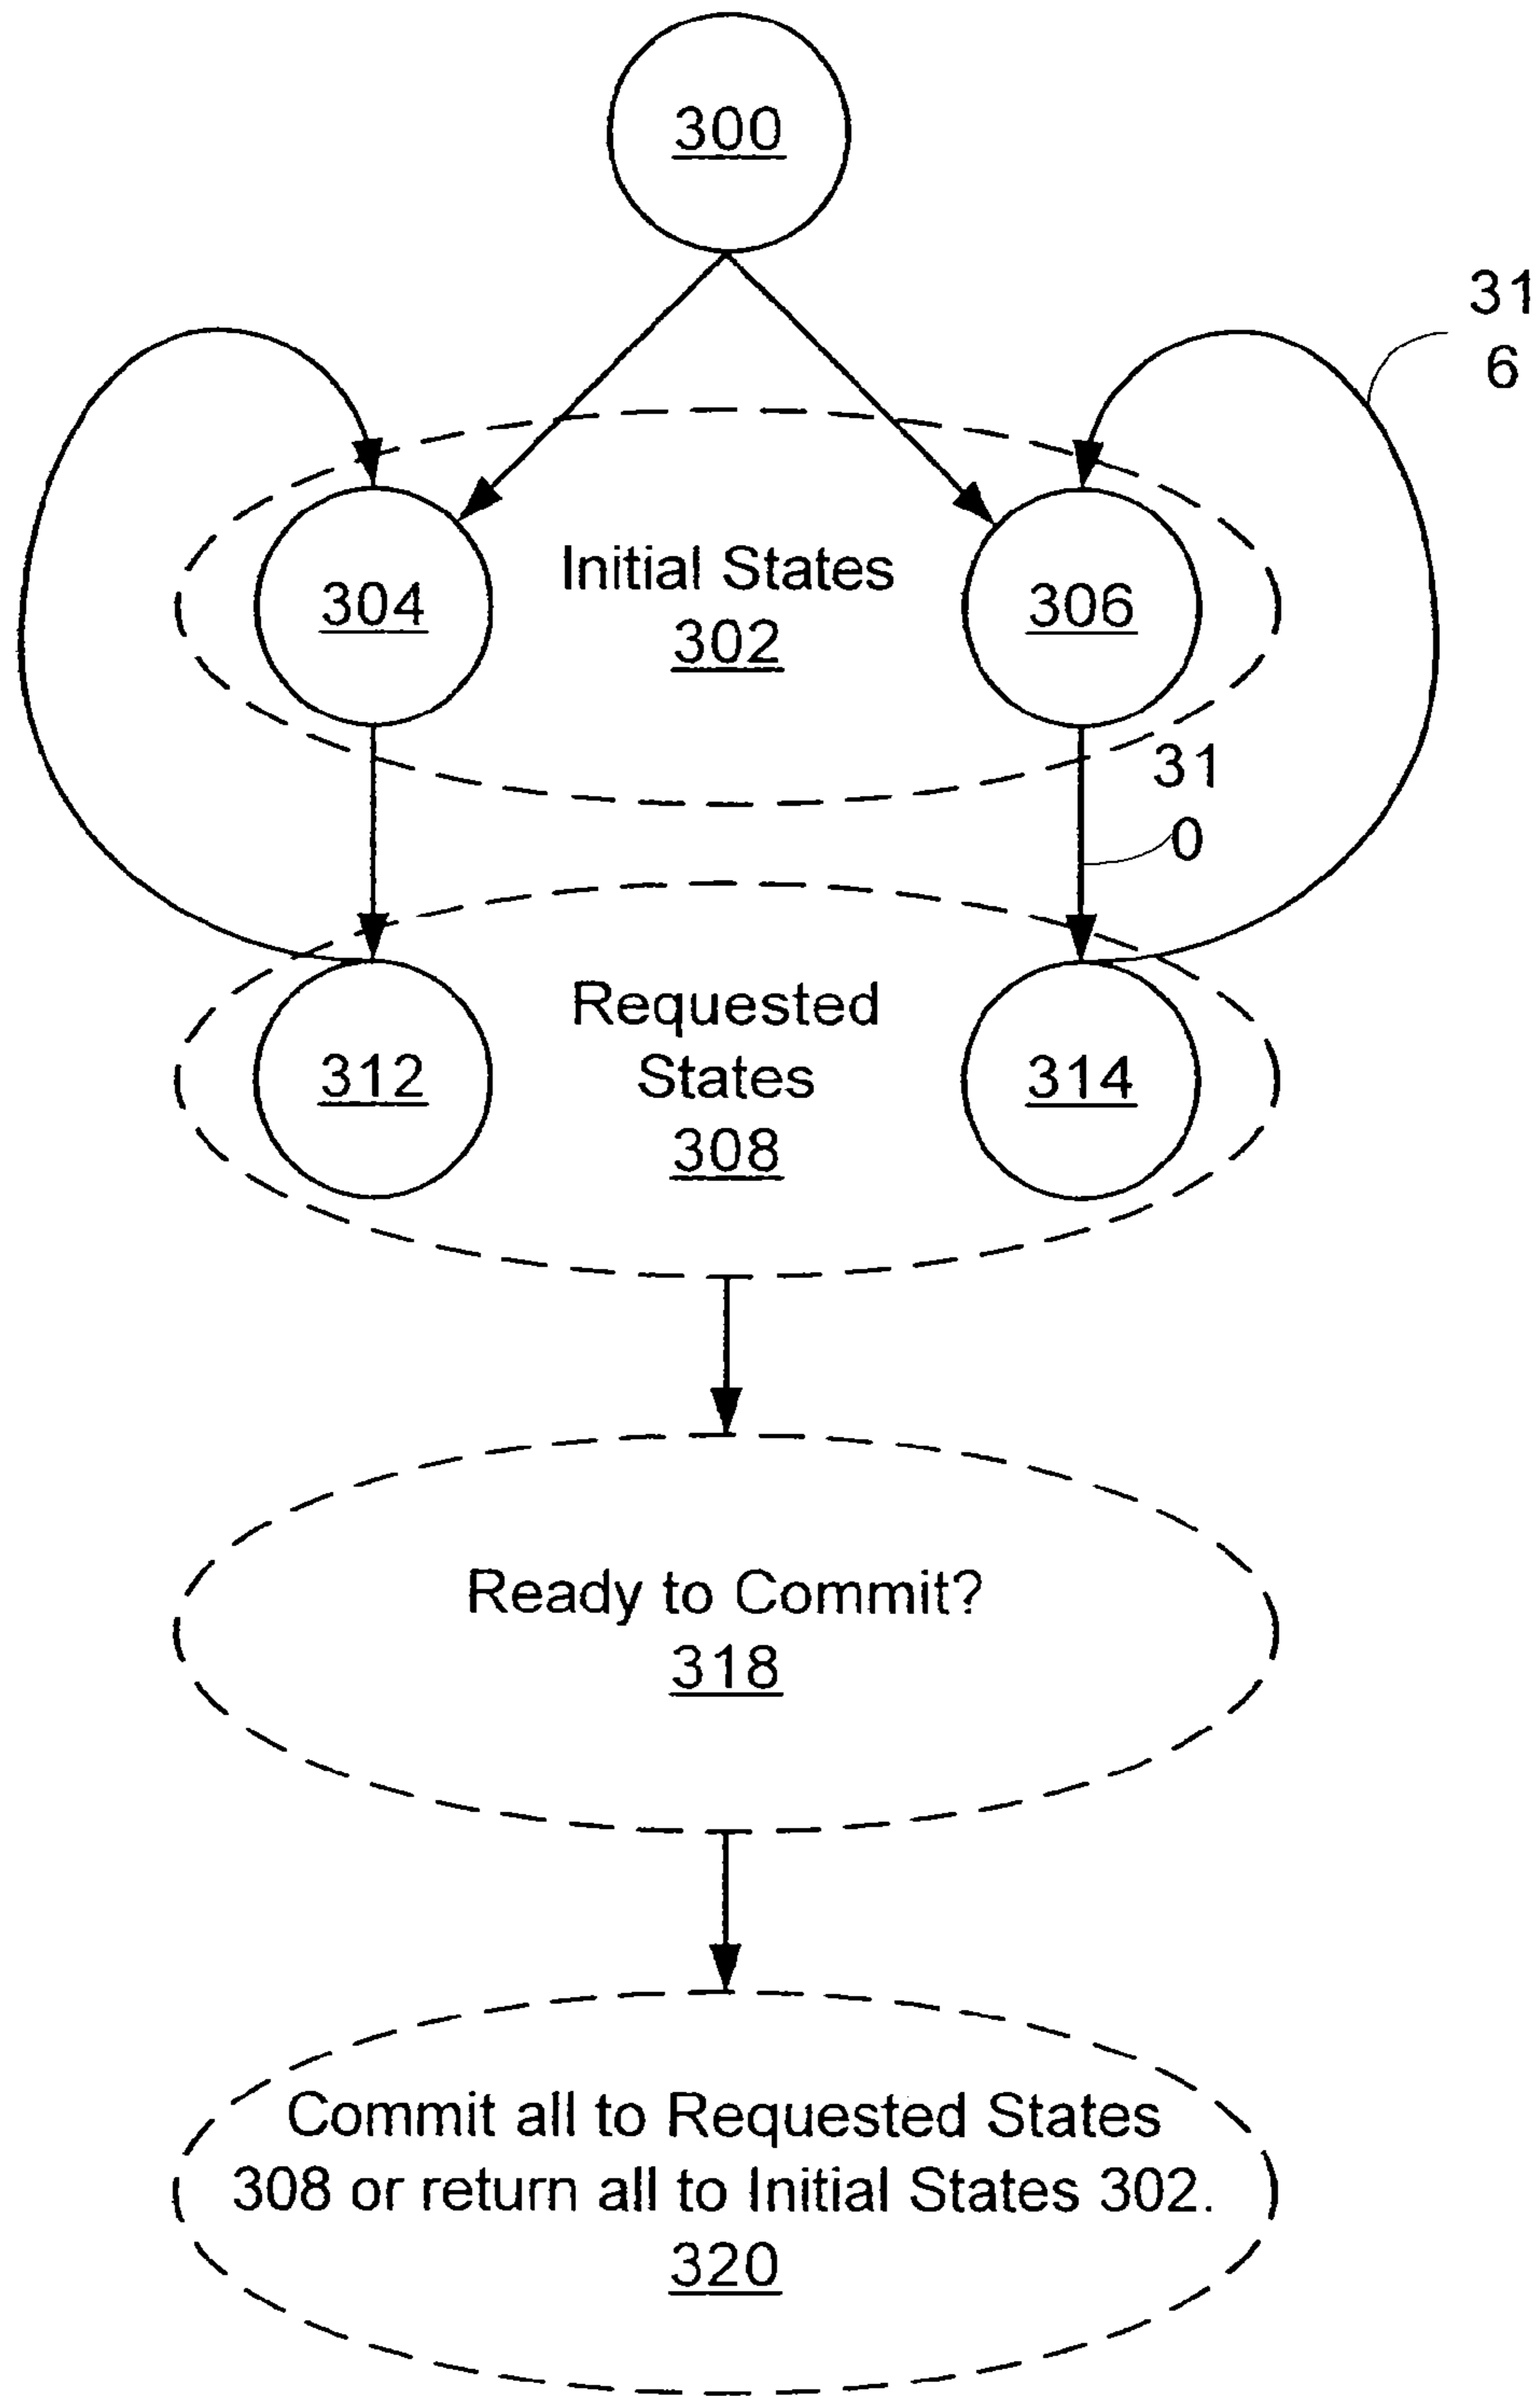 300
31
6
304
Initial States
302
306
31
0
312
Requested
States
308
314
Ready to Commit?
318
Commit all to Requested States
308 or return all to Initial States 302.
320